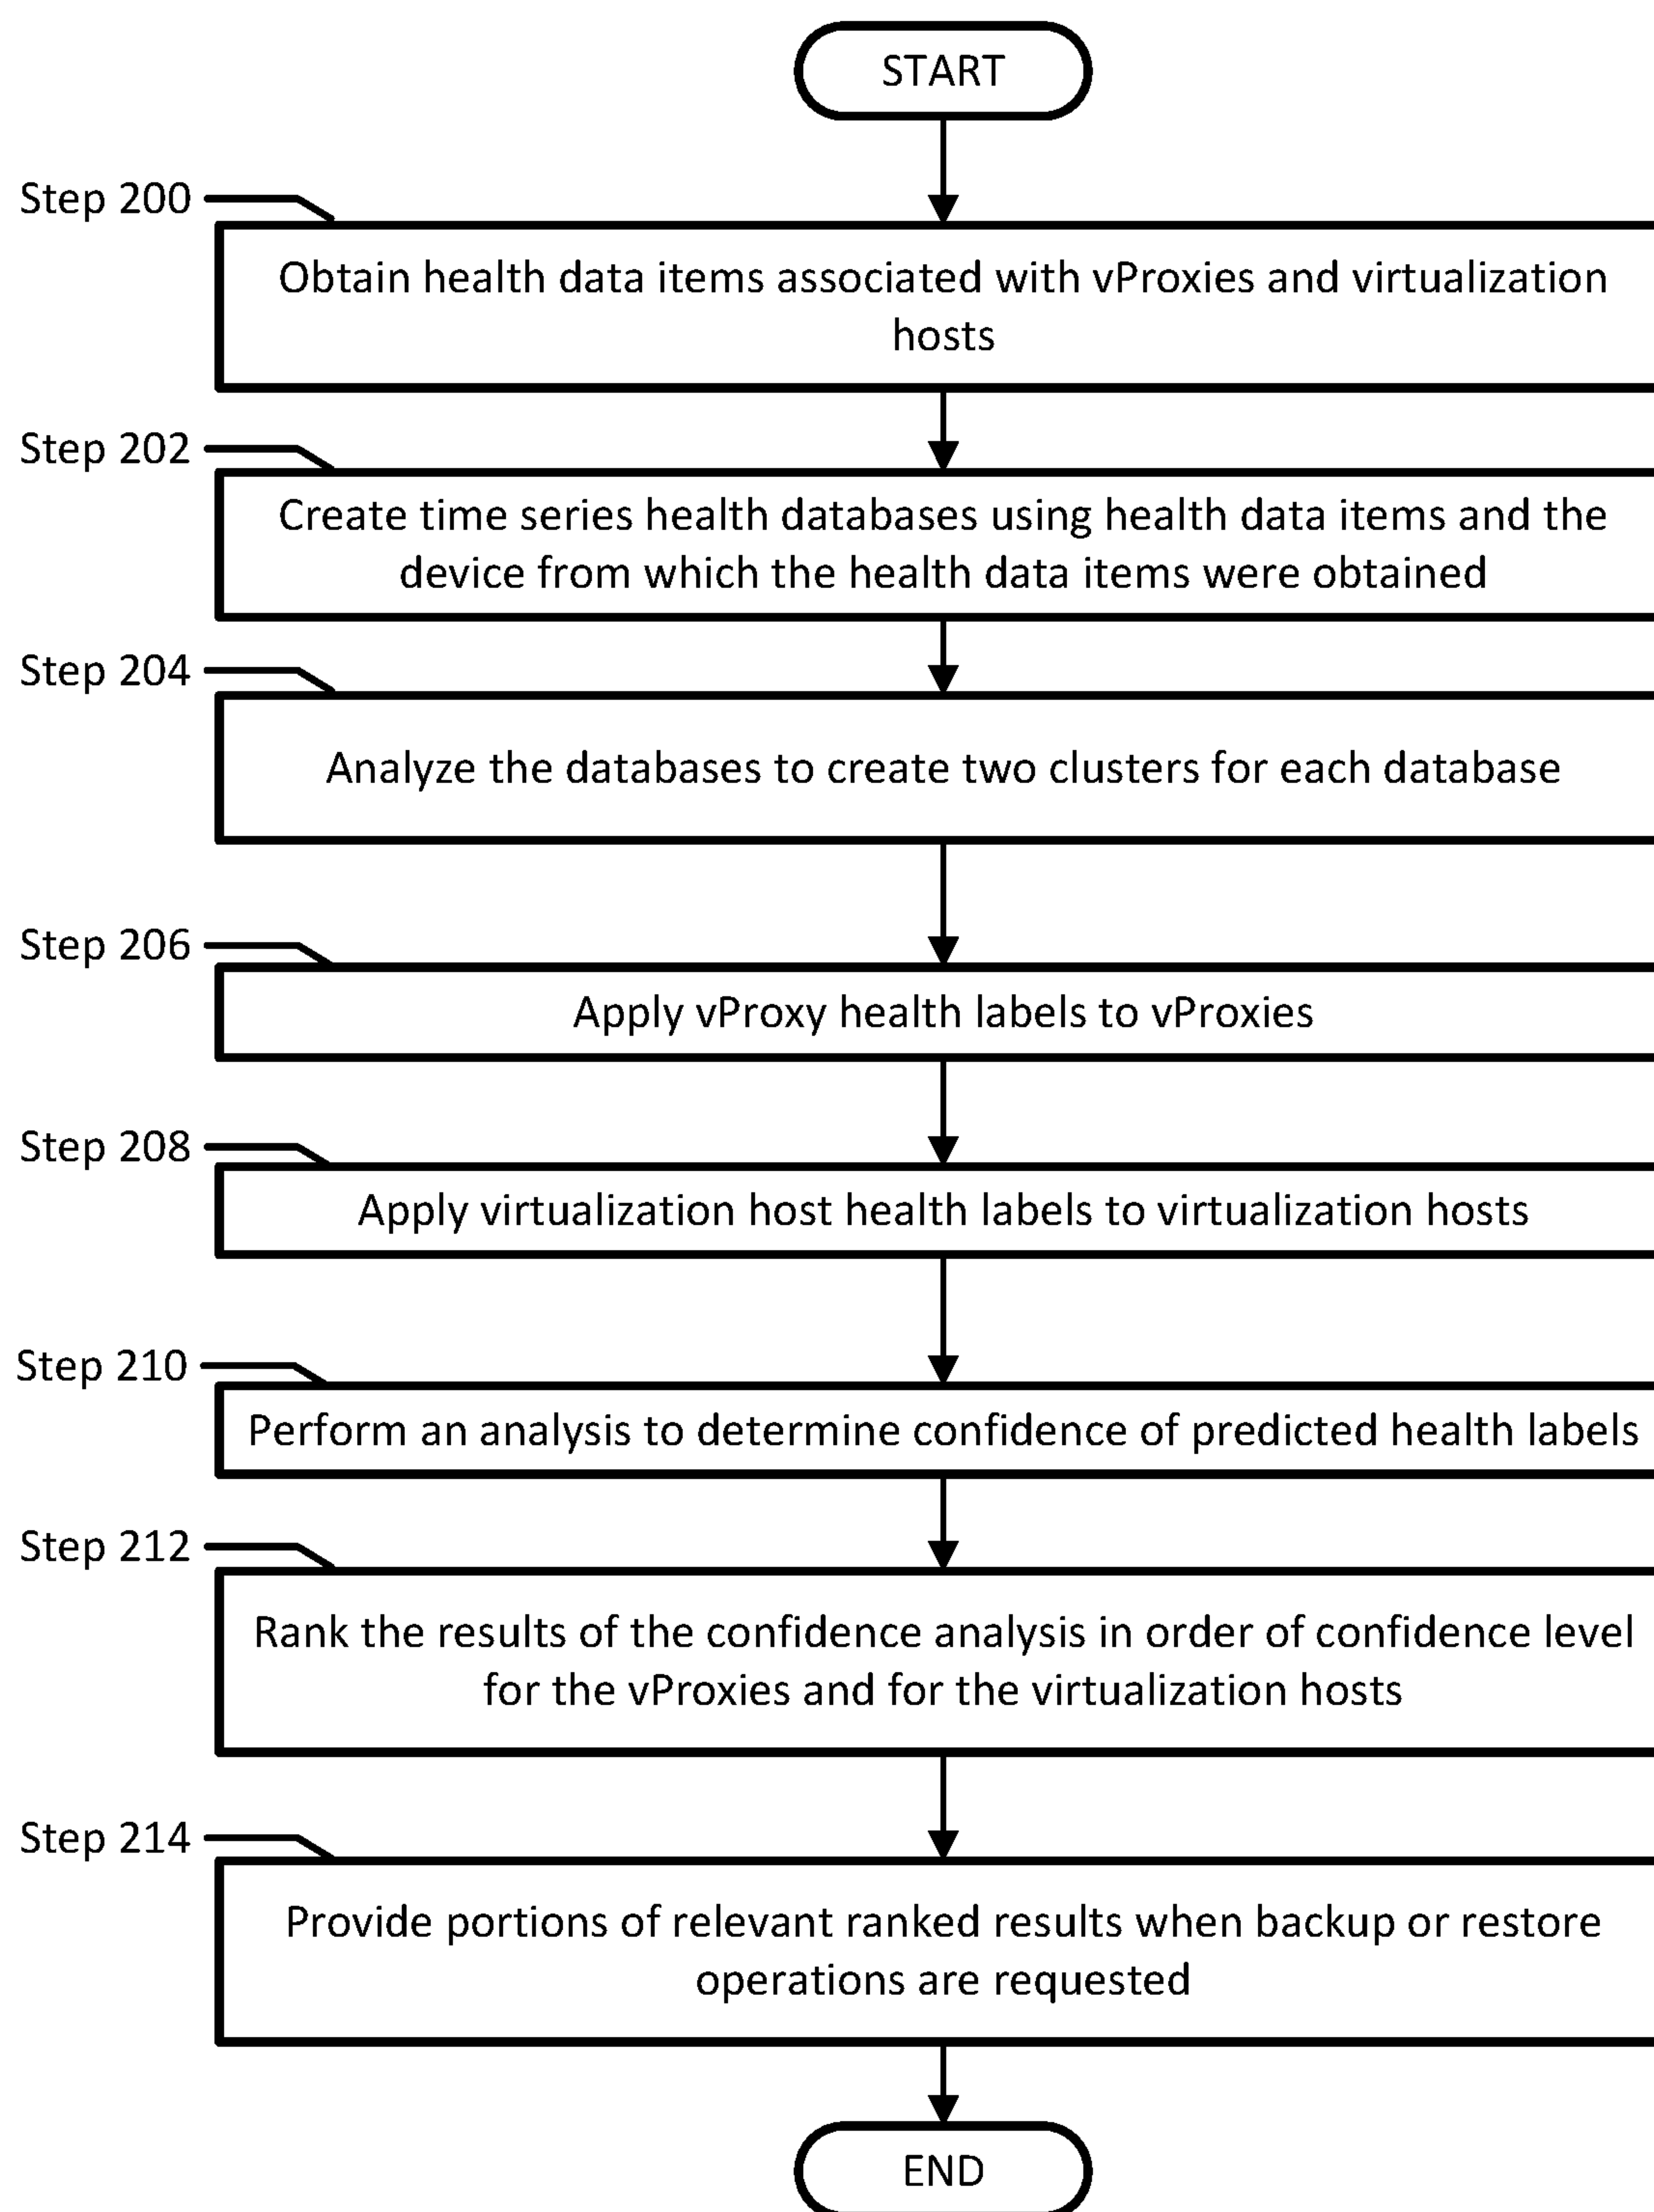 START
Step 200
Obtain health data items associated with vProxies and virtualization
hosts
Step 202
Create time series health databases using health data items and the
device from which the health data items were obtained
Step 204
Analyze the databases to create two clusters for each database
Step 206
Apply vProxy health labels to vProxies
Step 208
Apply virtualization host health labels to virtualization hosts
Step 210
Perform an analysis to determine confidence of predicted health labels
Step 212
Rank the results of the confidence analysis in order of confidence level
for the vProxies and for the virtualization hosts
Step 214
Provide portions of relevant ranked results when backup or restore
operations are requested
END